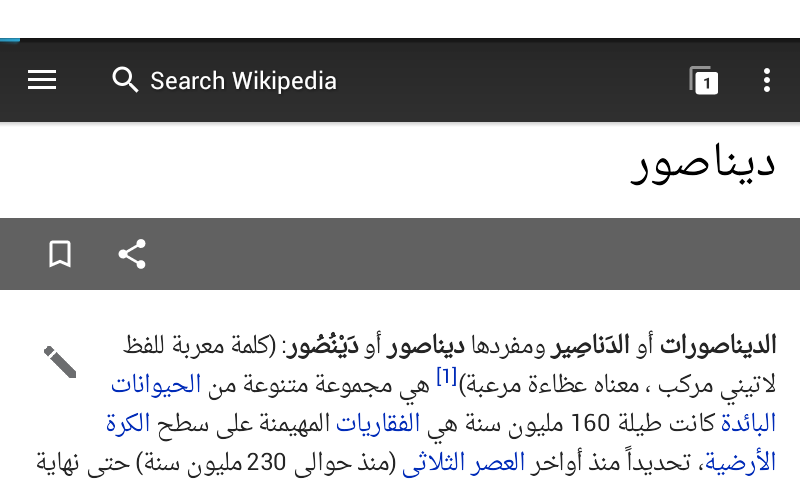 Search Wikipedia
1
ديناصور
الديناصورات أو الدَناصِير ومفردها ديناصور أو دَيْنُصُور: (كلمة معربة للفظ
لاتيني مركب ، معناه عظاءة مرعبة)[1] هي مجموعة متنوعة من الحيوانات
البائدة كانت طيلة 160 مليون سنة هي الفقاريات المهيمنة على سطح الكرة
الأرضية، تحديداً منذ أواخر العصر الثلاثي (منذ حوالى 230 مليون سنة) حتى نهاية